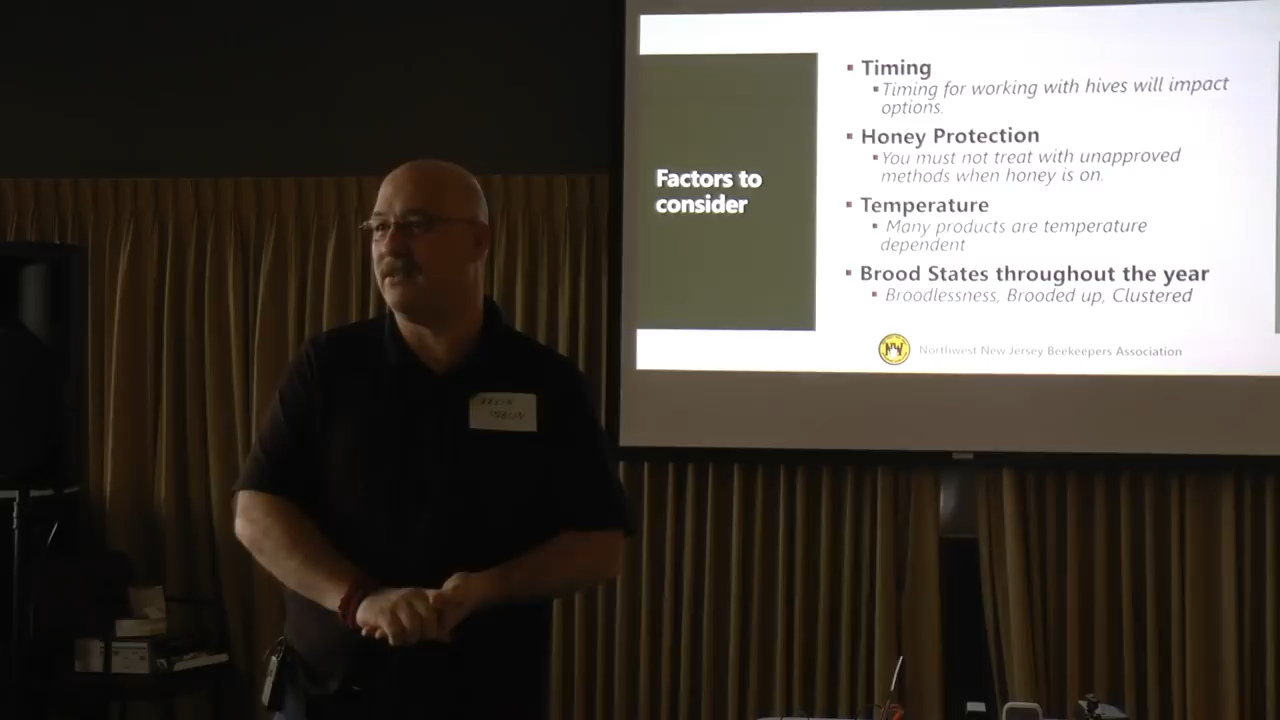 Factors to
consider
▪ Timing
▪ Timing for working with hives will impact
options.
▪ Honey Protection
▪ You must not treat with unapproved
methods when honey is on.
▪ Temperature
▪ Many products are temperature
dependent
▪ Brood States throughout the year
▪ Broodlessness, Brooded up, Clustered
NW
Northwest New Jersey Beekeepers Association